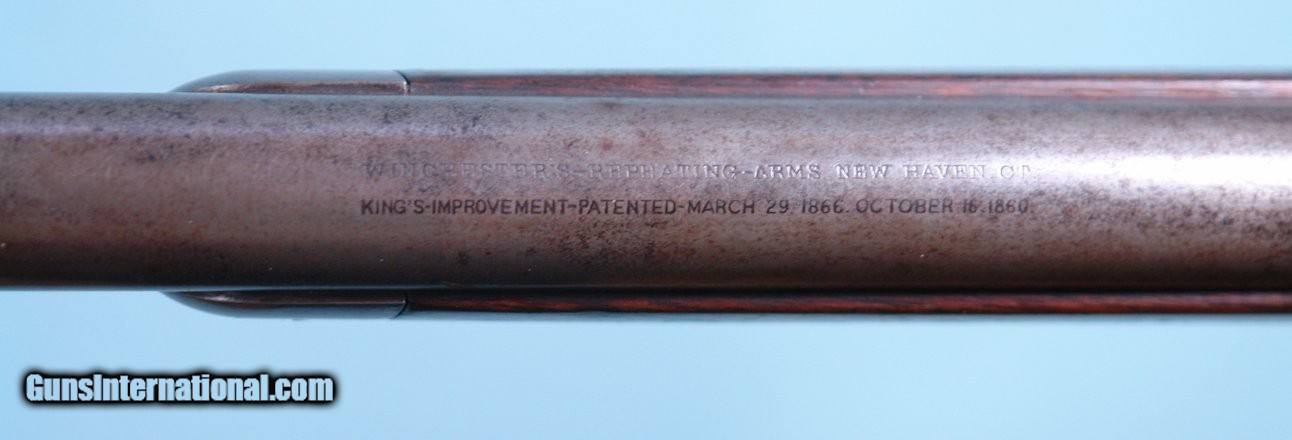 WINCHESTER'S-REPEATING-ARMS. NEW HAVEN. CT.
KING'S-IMPROVEMENT-PATENTED-MARCH 29. 1866. OCTOBER 16. 1860.
GunsInternational.com